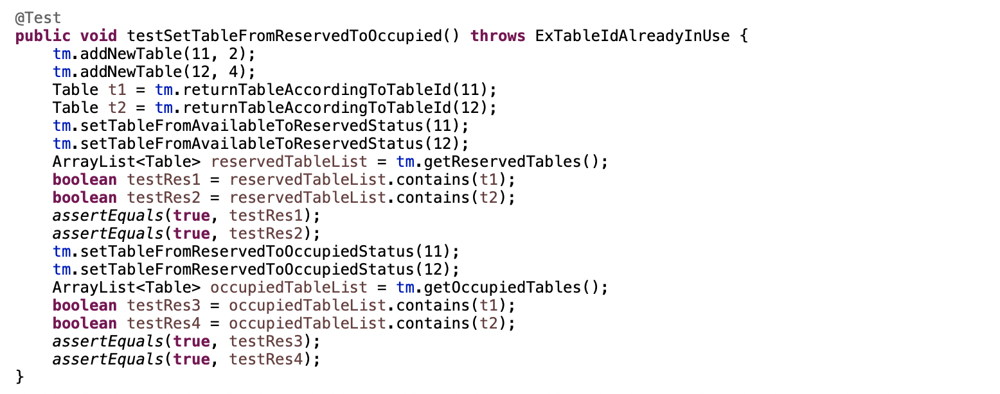 @Test
public void testSetTableFromReservedToOccupied() throws ExTableIdAlreadyInUse {
    tm.addNewTable(11, 2);
    tm.addNewTable(12, 4);
    Table t1 = tm.returnTableAccordingToTableId(11);
    Table t2 = tm.returnTableAccordingToTableId(12);
    tm.setTableFromAvailableToReservedStatus(11);
    tm.setTableFromAvailableToReservedStatus(12);
    ArrayList<Table> reservedTableList = tm.getReservedTables();
    boolean testRes1 = reservedTableList.contains(t1);
    boolean testRes2 = reservedTableList.contains(t2);
    assertEquals(true, testRes1);
    assertEquals(true, testRes2);
    tm.setTableFromReservedToOccupiedStatus(11);
    tm.setTableFromReservedToOccupiedStatus(12);
    ArrayList<Table> occupiedTableList = tm.getOccupiedTables();
    boolean testRes3 = occupiedTableList.contains(t1);
    boolean testRes4 = occupiedTableList.contains(t2);
    assertEquals(true, testRes3);
    assertEquals(true, testRes4);
}